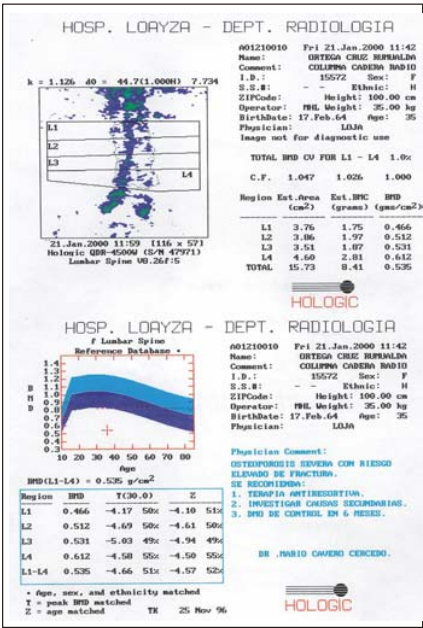 HOSP. LOAYZA - DEPT. RADIOLOGIA
k = 1.126 d0 = 44.7(1.000H) 7.734
L1
L2
L3
L4
21.Jan.2000 11:59 [116 x 57]
Hologic QDR-4500W (S/N 47971)
Lumbar Spine V8.26f:5
A01210010 Fri 21.Jan.2000 11:42
Name: ORTEGA CRUZ RUMUALDA
Comment: COLUMNA CADERA RADIO
I.D.: 15572 Sex: F
S.S.#: - - Ethnic: H
ZIPCode: Height: 100.00 cm
Operator: MHL Weight: 35.00 kg
BirthDate: 17.Feb.64 Age: 35
Physician: LOJA
Image not for diagnostic use
TOTAL BMD CV FOR L1 - L4 1.0%
C.F. 1.047 1.026 1.000
Region Est.Area Est.BMC BMD
(cm2) (grams) (gms/cm2)
L1 3.76 1.75 0.466
L2 3.86 1.97 0.512
L3 3.51 1.87 0.531
L4 4.60 2.81 0.612
TOTAL 15.73 8.41 0.535
HOLOGIC
HOSP. LOAYZA - DEPT. RADIOLOGIA
f Lumbar Spine
Reference Database •
BMD
1.4
1.3
1.2
1.1
1.0
0.9
0.8
0.7
0.6
0.5
0.4
0.3
10 20 30 40 50 60 70 80
Age
BMD(L1-L4) = 0.535 g/cm2
Region BMD T(30.0) Z
L1 0.466 -4.17 50% -4.10 51%
L2 0.512 -4.69 50% -4.61 50%
L3 0.531 -5.03 49% -4.94 49%
L4 0.612 -4.58 55% -4.50 55%
L1-L4 0.535 -4.66 51% -4.57 52%
• Age, sex, and ethnicity matched
T = peak BMD matched
Z = age matched TK 25 Nov 96
A01210010 Fri 21.Jan.2000 11:42
Name: ORTEGA CRUZ RUMUALDA
Comment: COLUMNA CADERA RADIO
I.D.: 15572 Sex: F
S.S.#: - - Ethnic: H
ZIPCode: Height: 100.00 cm
Operator: MHL Weight: 35.00 kg
BirthDate: 17.Feb.64 Age: 35
Physician: LOJA
Physician Comment:
OSTEOPOROSIS SEVERA CON RIESGO
ELEVADO DE FRACTURA.
SE RECOMIENDA:
1. TERAPIA ANTIRESORTIVA.
2. INVESTIGAR CAUSAS SECUNDARIAS.
3. DMO DE CONTROL EN 6 MESES.
DR .MARIO CAVERO CERCEDO.
HOLOGIC